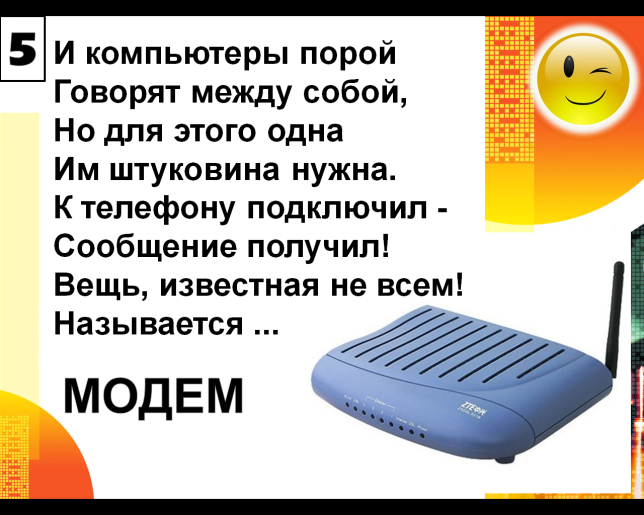 5
И компьютеры порой
Говорят между собой,
Но для этого одна
Им штуковина нужна.
К телефону подключил -
Сообщение получил!
Вещь, известная не всем!
Называется ...
МОДЕМ